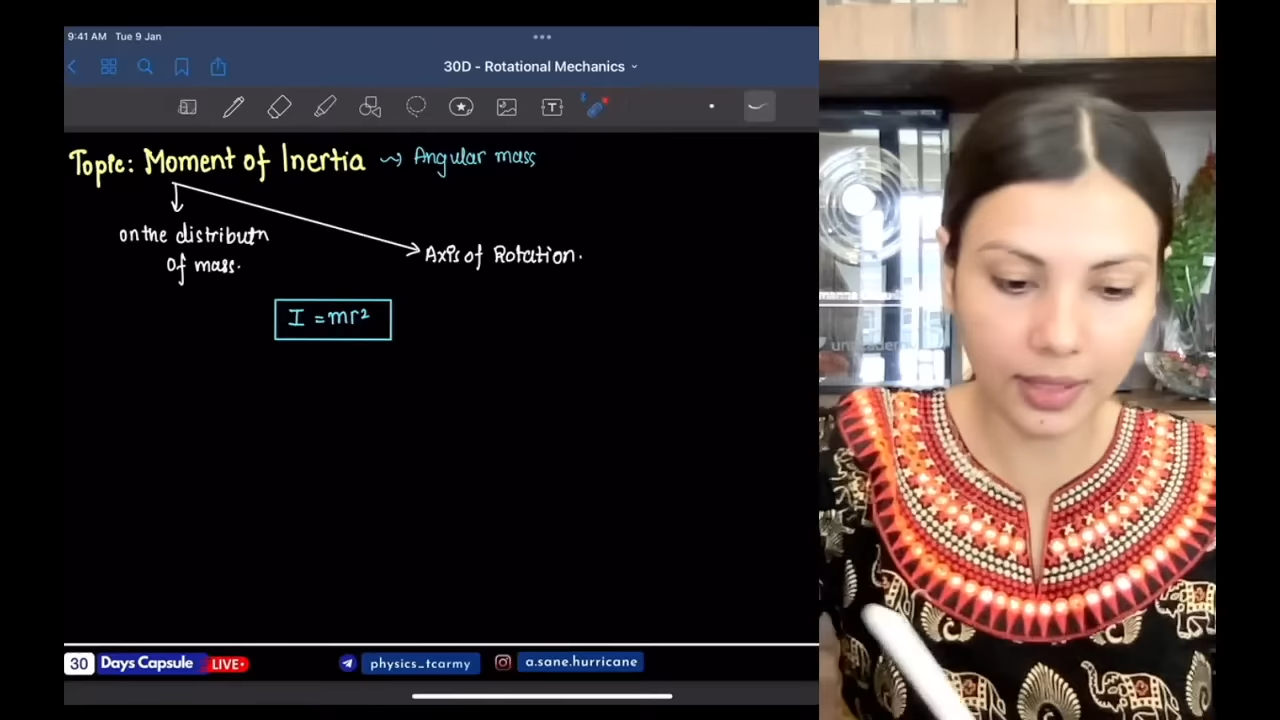 9:41 AM Tue 9 Jan
30D - Rotational Mechanics
Topic: Moment of Inertia ~> Angular mass
on the distributn
of mass.
Axis of Rotation.
I = mr²
30 Days Capsule LIVE
physics_tcarmy
a.sane.hurricane